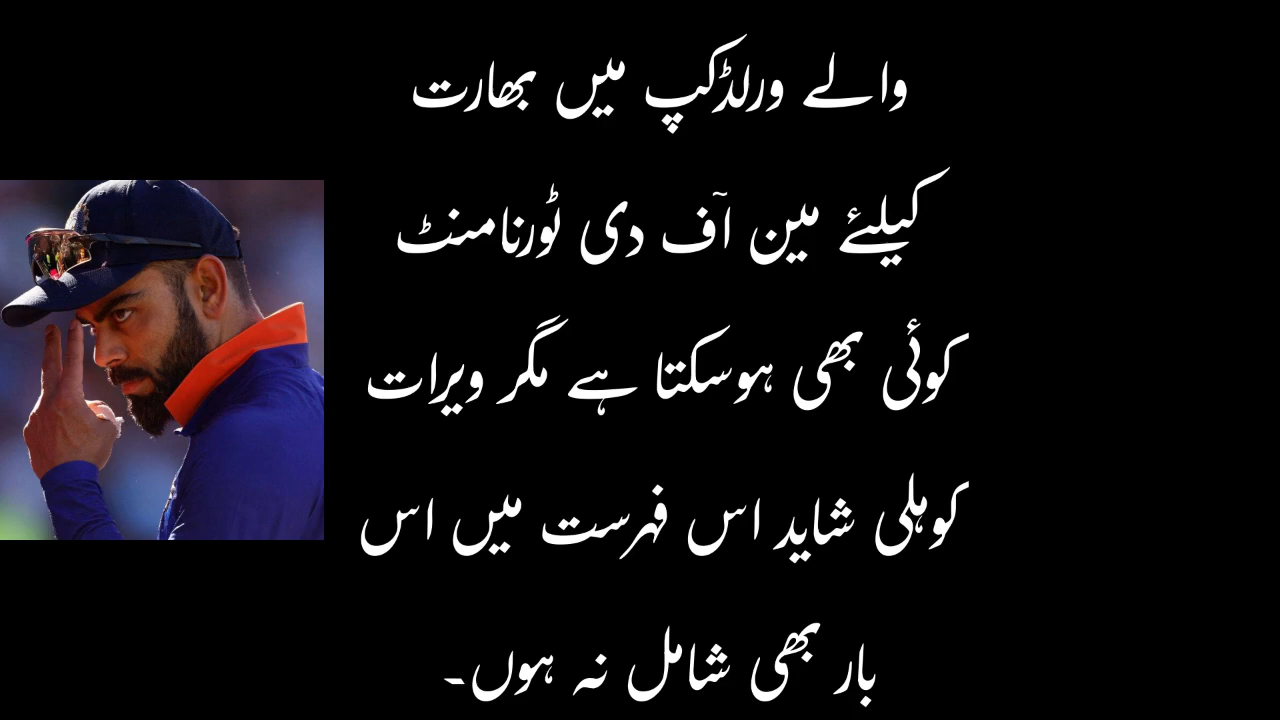 والے ورلڈکپ میں بھارت
کیلئے مین آف دی ٹورنامنٹ
کوئی بھی ہوسکتا ہے مگر ویرات
کوہلی شاید اس فہرست میں اس
بار بھی شامل نہ ہوں۔